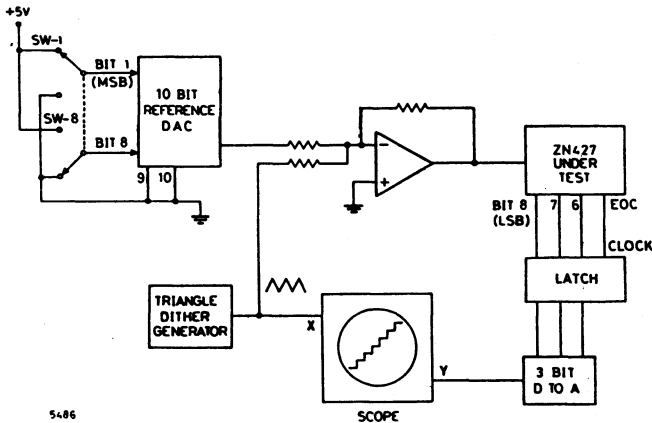 +5V
SW-1
BIT 1
(MSB)
10 BIT
REFERENCE
DAC
SW-8
BIT 8
9 10
-
+
ZN427
UNDER
TEST
BIT 8 7 6 EOC
(LSB)
CLOCK
LATCH
TRIANGLE
DITHER
GENERATOR
X
Y
3 BIT
D TO A
5486
SCOPE